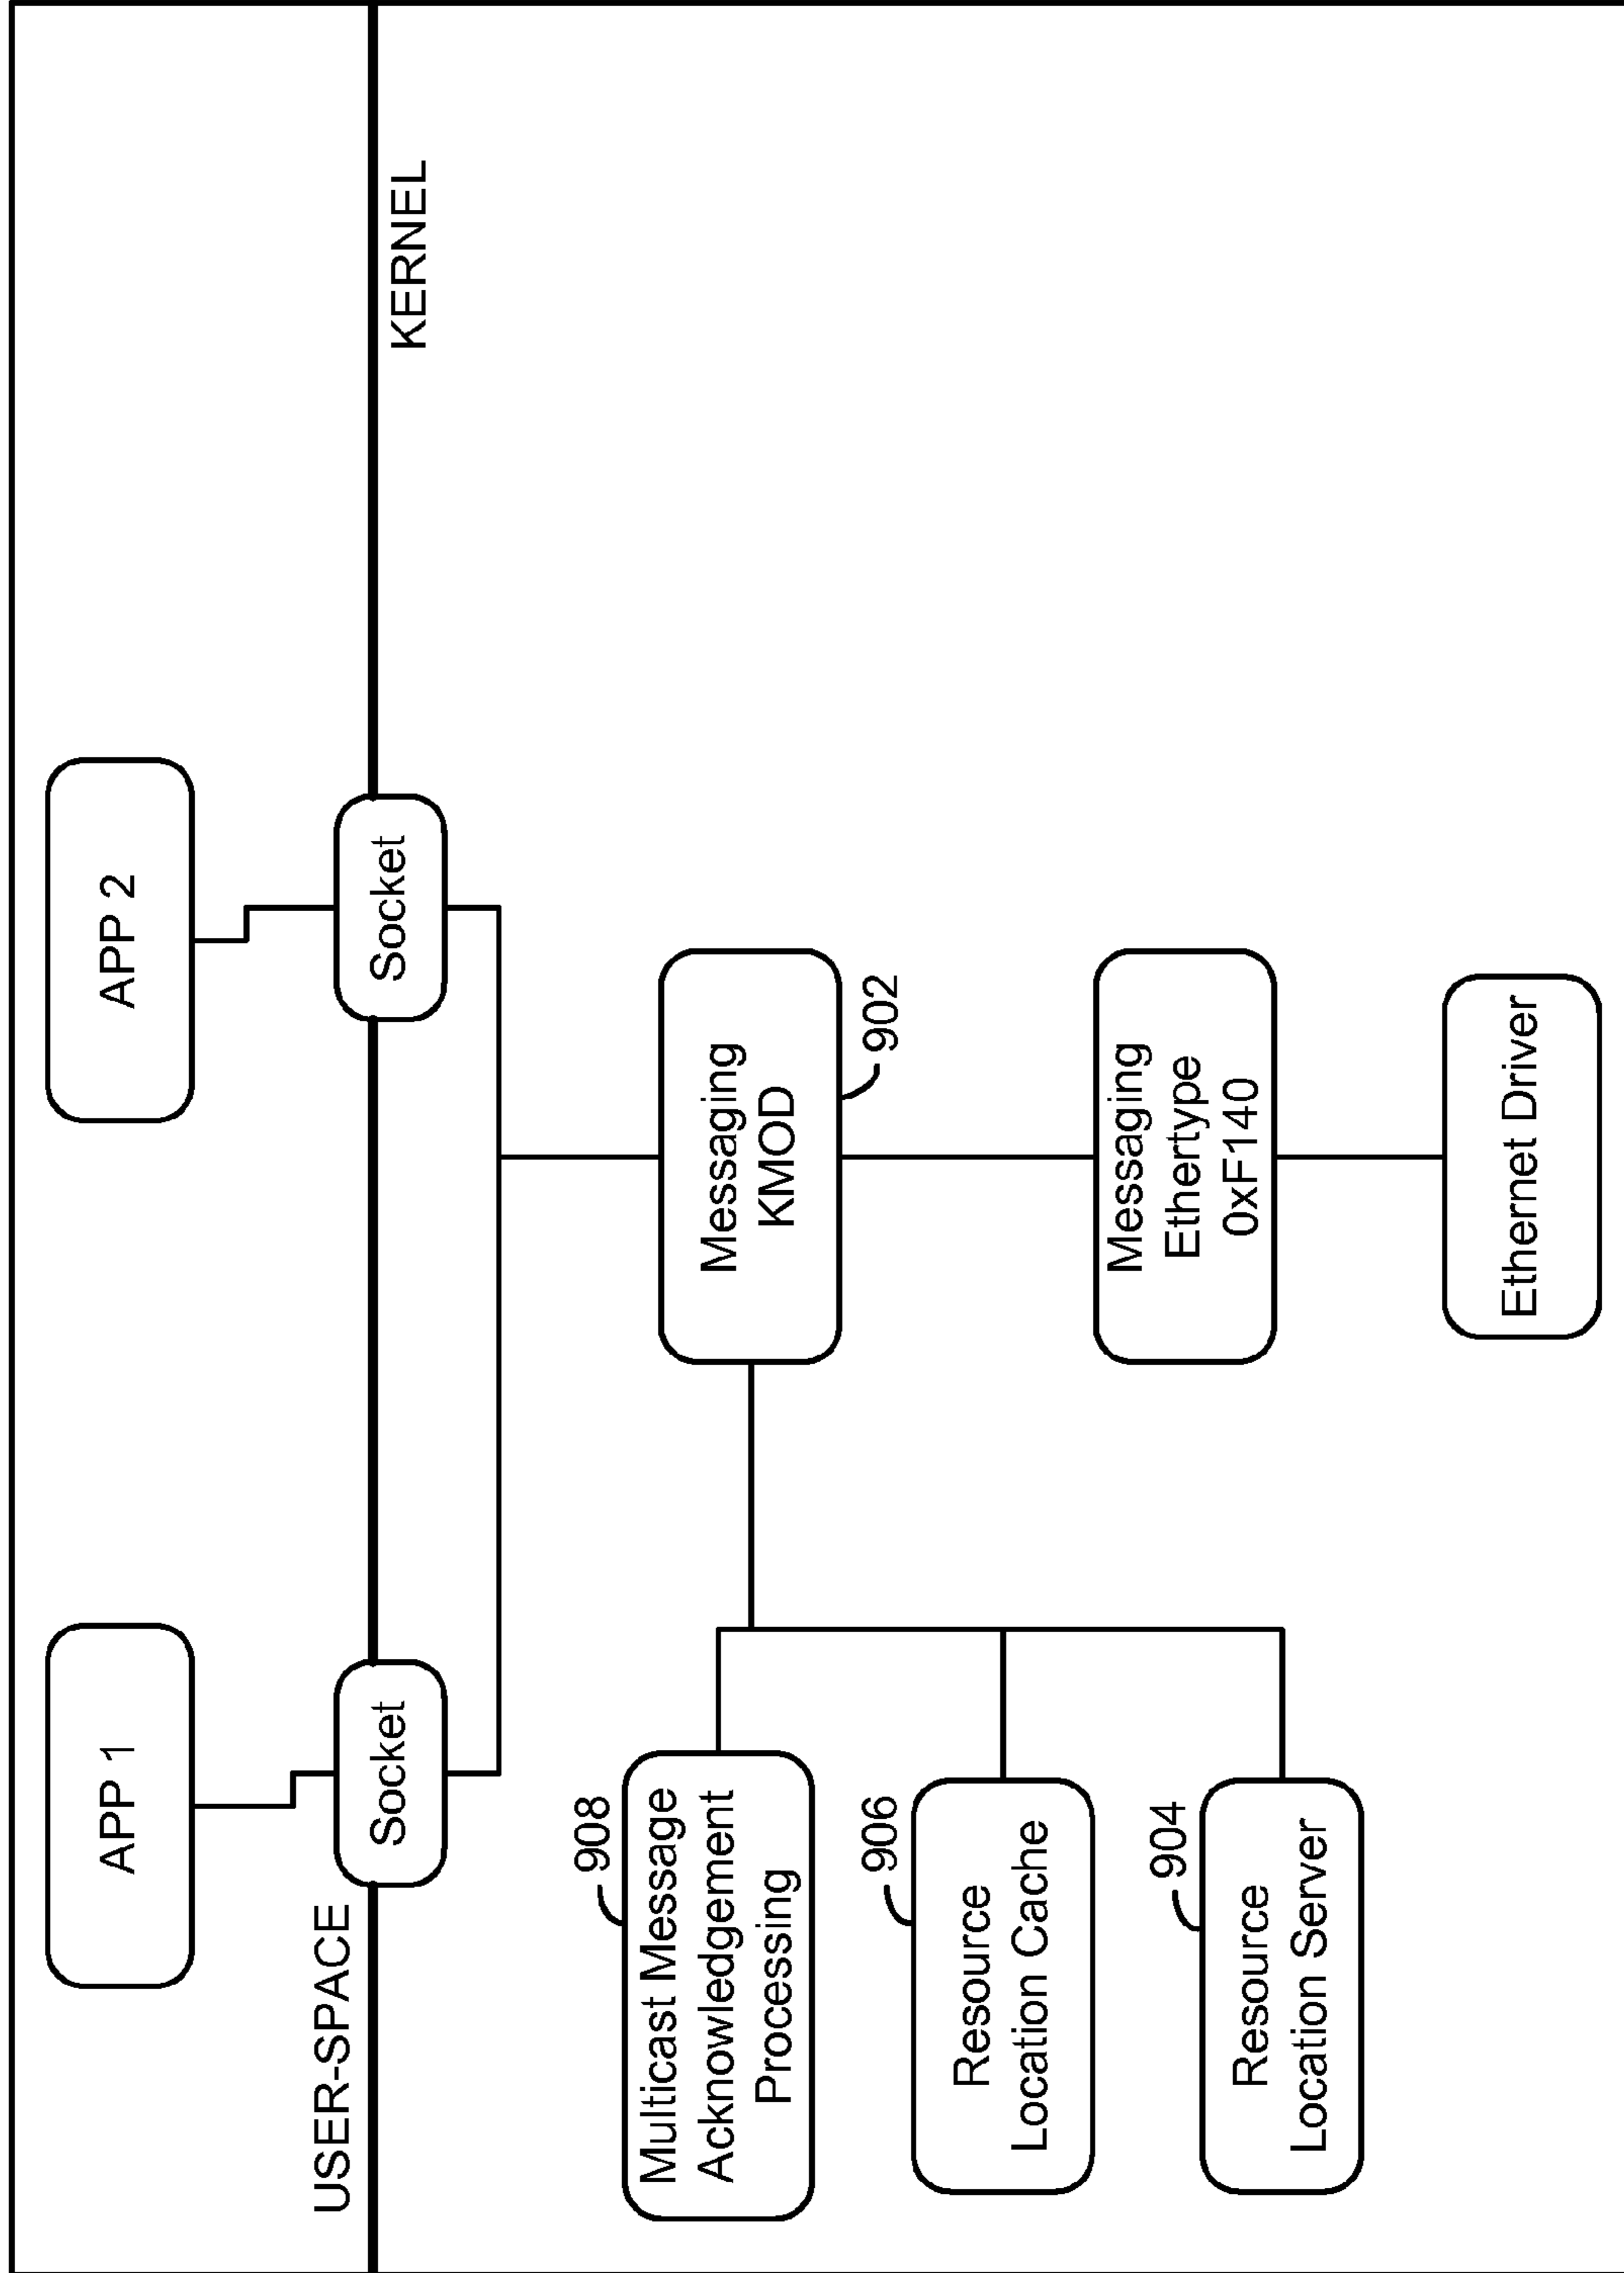 APP 1
APP 2
USER-SPACE
Socket
Socket
KERNEL
908
Multicast Message
Acknowledgement
Processing
Messaging
KMOD
902
906
Resource
Location Cache
904
Resource
Location Server
Messaging
Ethertype
0xF140
Ethernet Driver